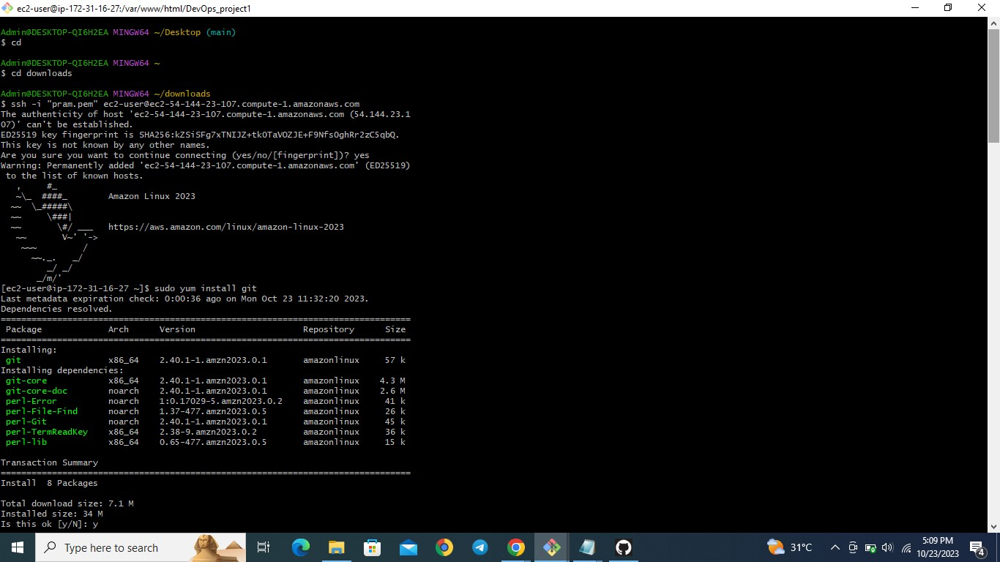 ec2-user@ip-172-31-16-27:/var/www/html/DevOps_project1
Admin@DESKTOP-QI6H2EA MINGW64 ~/Desktop (main)
$ cd
Admin@DESKTOP-QI6H2EA MINGW64 ~
$ cd downloads
Admin@DESKTOP-QI6H2EA MINGW64 ~/downloads
$ ssh -i "pram.pem" ec2-user@ec2-54-144-23-107.compute-1.amazonaws.com
The authenticity of host 'ec2-54-144-23-107.compute-1.amazonaws.com (54.144.23.1
07)' can't be established.
ED25519 key fingerprint is SHA256:kZSiSFg7xTNIJZ+tkOTaVOZJE+F9NfsOghRr2zC5qbQ.
This key is not known by any other names.
Are you sure you want to continue connecting (yes/no/[fingerprint])? yes
Warning: Permanently added 'ec2-54-144-23-107.compute-1.amazonaws.com' (ED25519)
 to the list of known hosts.
   ,     #_
   ~\_  ####_        Amazon Linux 2023
  ~~  \_#####\
  ~~     \###|
  ~~       \#/ ___   https://aws.amazon.com/linux/amazon-linux-2023
   ~~       V~' '->
    ~~~         /
      ~~._.   _/
         _/ _/
       _/m/'
[ec2-user@ip-172-31-16-27 ~]$ sudo yum install git
Last metadata expiration check: 0:00:36 ago on Mon Oct 23 11:32:20 2023.
Dependencies resolved.
================================================================================
 Package             Arch      Version                     Repository      Size
================================================================================
Installing:
 git                 x86_64    2.40.1-1.amzn2023.0.1       amazonlinux     57 k
Installing dependencies:
 git-core            x86_64    2.40.1-1.amzn2023.0.1       amazonlinux    4.3 M
 git-core-doc        noarch    2.40.1-1.amzn2023.0.1       amazonlinux    2.6 M
 perl-Error          noarch    1:0.17029-5.amzn2023.0.2    amazonlinux     41 k
 perl-File-Find      noarch    1.37-477.amzn2023.0.5       amazonlinux     26 k
 perl-Git            noarch    2.40.1-1.amzn2023.0.1       amazonlinux     45 k
 perl-TermReadKey    x86_64    2.38-9.amzn2023.0.2         amazonlinux     36 k
 perl-lib            x86_64    0.65-477.amzn2023.0.5       amazonlinux     15 k
Transaction Summary
================================================================================
Install  8 Packages
Total download size: 7.1 M
Installed size: 34 M
Is this ok [y/N]: y
Type here to search
31°C
5:09 PM
10/23/2023
4